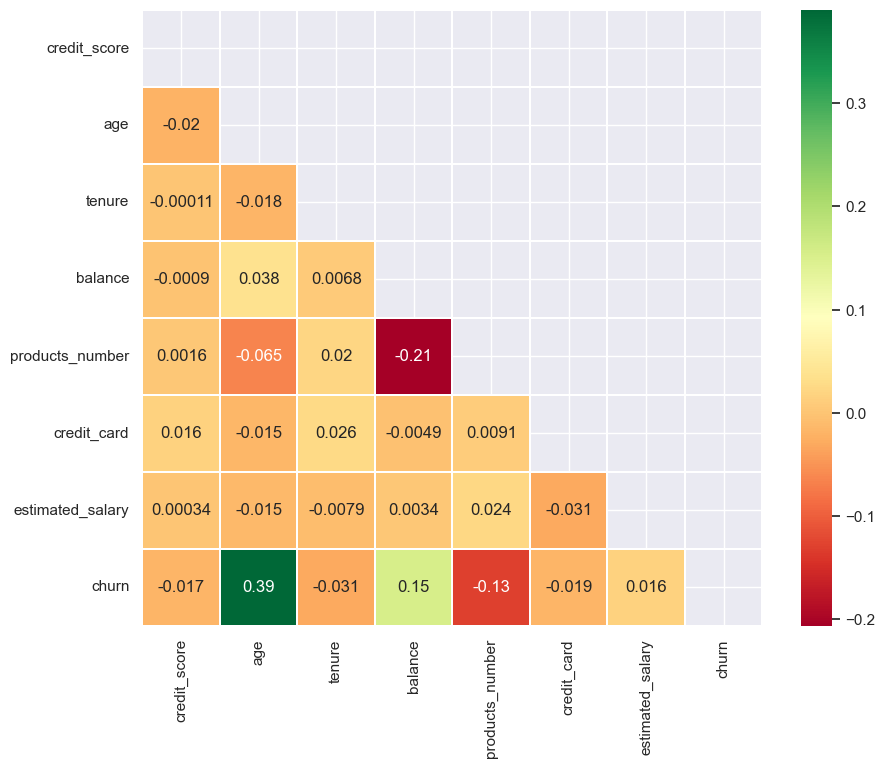 credit_score
age -0.02
tenure -0.00011 -0.018
balance -0.0009 0.038 0.0068
products_number 0.0016 -0.065 0.02 -0.21
credit_card 0.016 -0.015 0.026 -0.0049 0.0091
estimated_salary 0.00034 -0.015 -0.0079 0.0034 0.024 -0.031
churn -0.017 0.39 -0.031 0.15 -0.13 -0.019 0.016
credit_score age tenure balance products_number credit_card estimated_salary churn
0.3
0.2
0.1
0.0
−0.1
−0.2